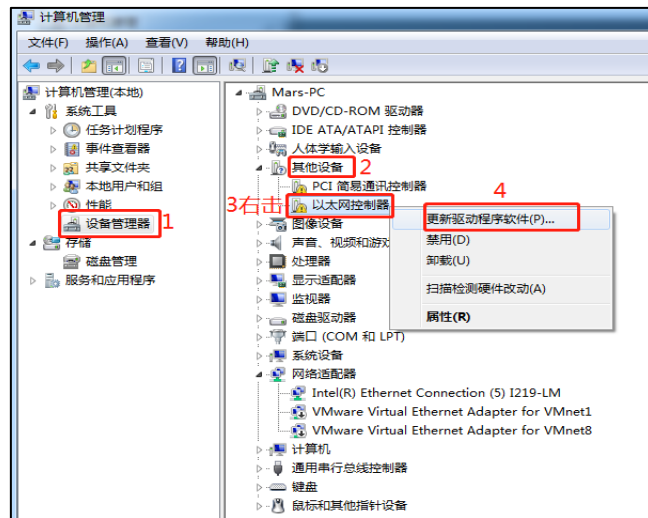 计算机管理
文件(F) 操作(A) 查看(V) 帮助(H)
计算机管理(本地)
系统工具
任务计划程序
事件查看器
共享文件夹
本地用户和组
性能
设备管理器 1
存储
磁盘管理
服务和应用程序
Mars-PC
DVD/CD-ROM 驱动器
IDE ATA/ATAPI 控制器
人体学输入设备
其他设备 2
PCI 简易通讯控制器
3右击 以太网控制器
图像设备
声音、视频和游戏
处理器
显示适配器
监视器
磁盘驱动器
端口 (COM 和 LPT)
系统设备
网络适配器
Intel(R) Ethernet Connection (5) I219-LM
VMware Virtual Ethernet Adapter for VMnet1
VMware Virtual Ethernet Adapter for VMnet8
计算机
通用串行总线控制器
键盘
鼠标和其他指针设备
4
更新驱动程序软件(P)...
禁用(D)
卸载(U)
扫描检测硬件改动(A)
属性(R)